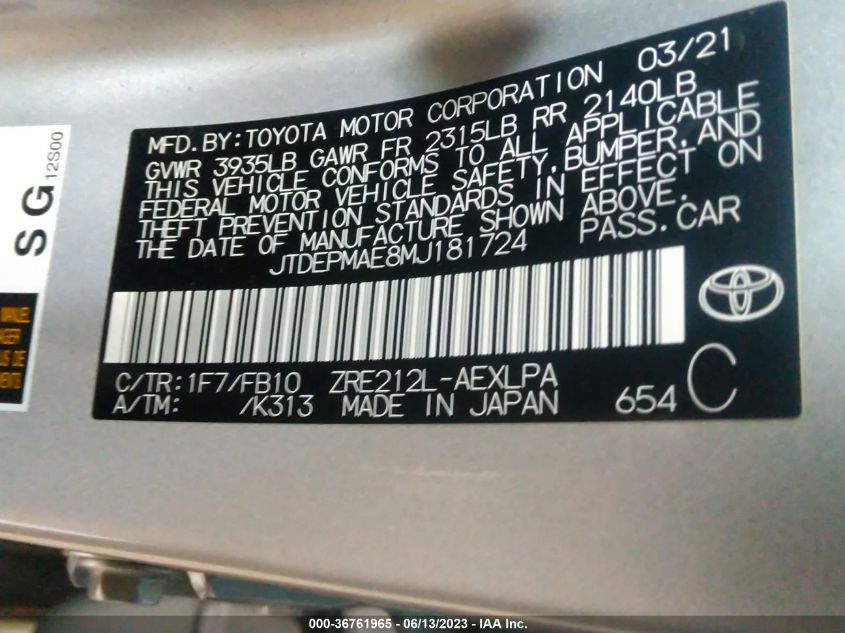 MFD. BY: TOYOTA MOTOR CORPORATION 03/21
GVWR 3935LB GAWR FR 2315LB RR 2140LB
THIS VEHICLE CONFORMS TO ALL APPLICABLE
FEDERAL MOTOR VEHICLE SAFETY, BUMPER, AND
THEFT PREVENTION STANDARDS IN EFFECT ON
THE DATE OF MANUFACTURE SHOWN ABOVE.
JTDEPMAE8MJ181724 PASS. CAR
C/TR: 1F7/FB10 ZRE212L-AEXLPA
A/TM: /K313 MADE IN JAPAN 654 C
SG 12S00
000-36761965 - 06/13/2023 - IAA Inc.